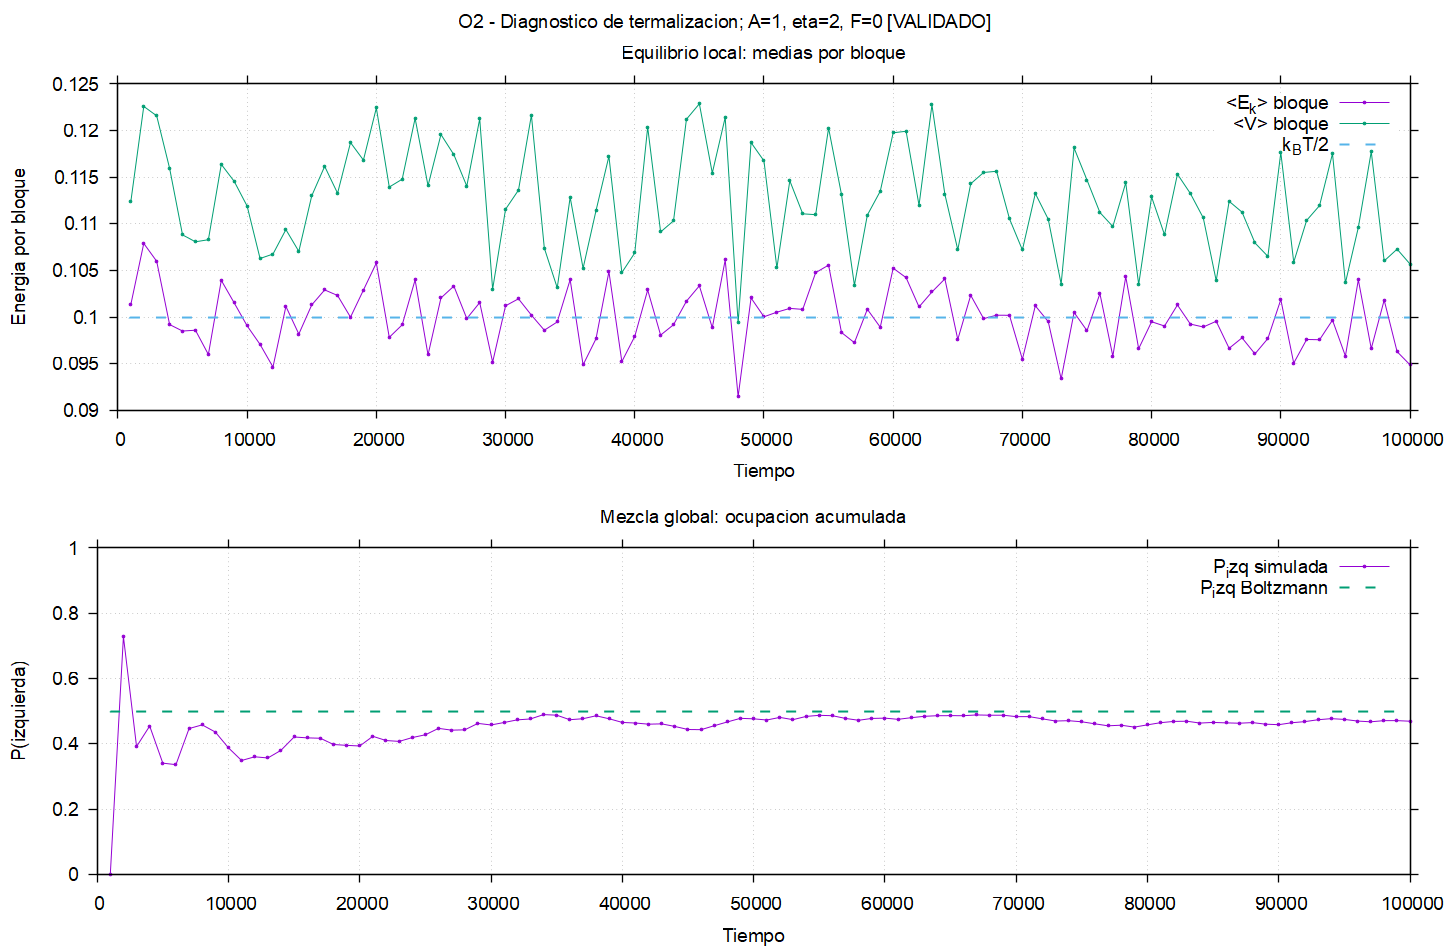 O2 - Diagnostico de termalizacion; A=1, eta=2, F=0 [VALIDADO]
Equilibrio local: medias por bloque
0.125
0.12
0.115
0.11
0.105
0.1
0.095
0.09
Energia por bloque
<E_k> bloque
<V> bloque
k_BT/2
0 10000 20000 30000 40000 50000 60000 70000 80000 90000 100000
Tiempo
Mezcla global: ocupacion acumulada
1
0.8
0.6
0.4
0.2
0
P(izquierda)
P_izq simulada
P_izq Boltzmann
0 10000 20000 30000 40000 50000 60000 70000 80000 90000 100000
Tiempo